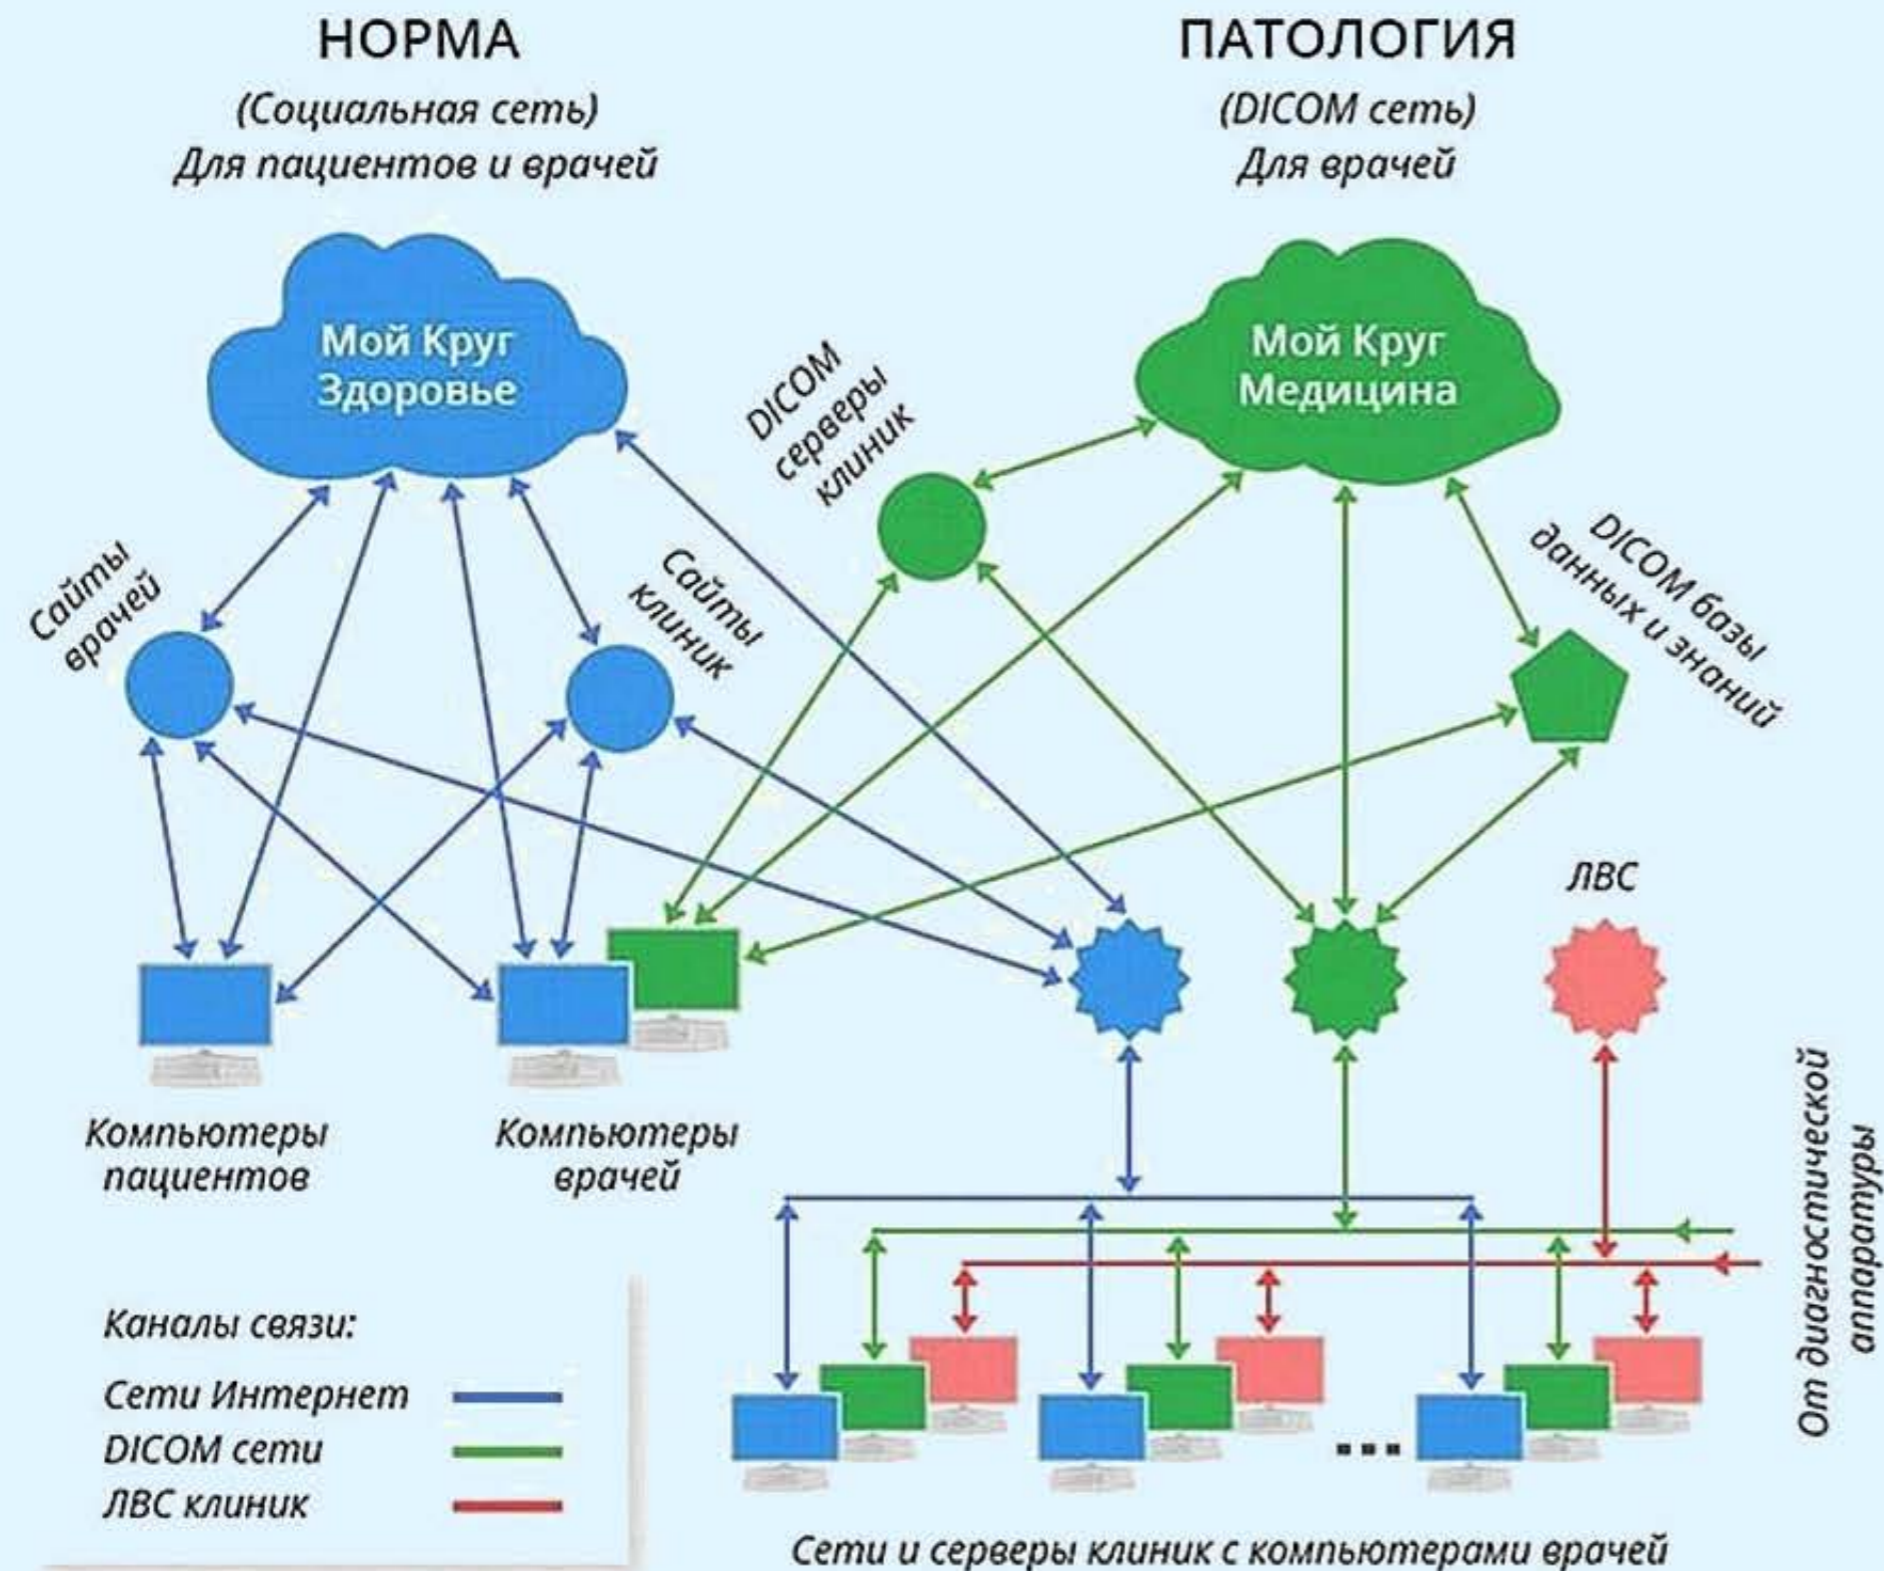 НОРМА
(Социальная сеть)
Для пациентов и врачей
ПАТОЛОГИЯ
(DICOM сеть)
Для врачей
Мой Круг
Здоровье
Мой Круг
Медицина
DICOM
серверы
клиник
Сайты
врачей
Сайты
клиник
DICOM базы
данных и знаний
ЛВС
Компьютеры
пациентов
Компьютеры
врачей
От диагностической
аппаратуры
Каналы связи:
Сети Интернет
DICOM сети
ЛВС клиник
...
Сети и серверы клиник с компьютерами врачей